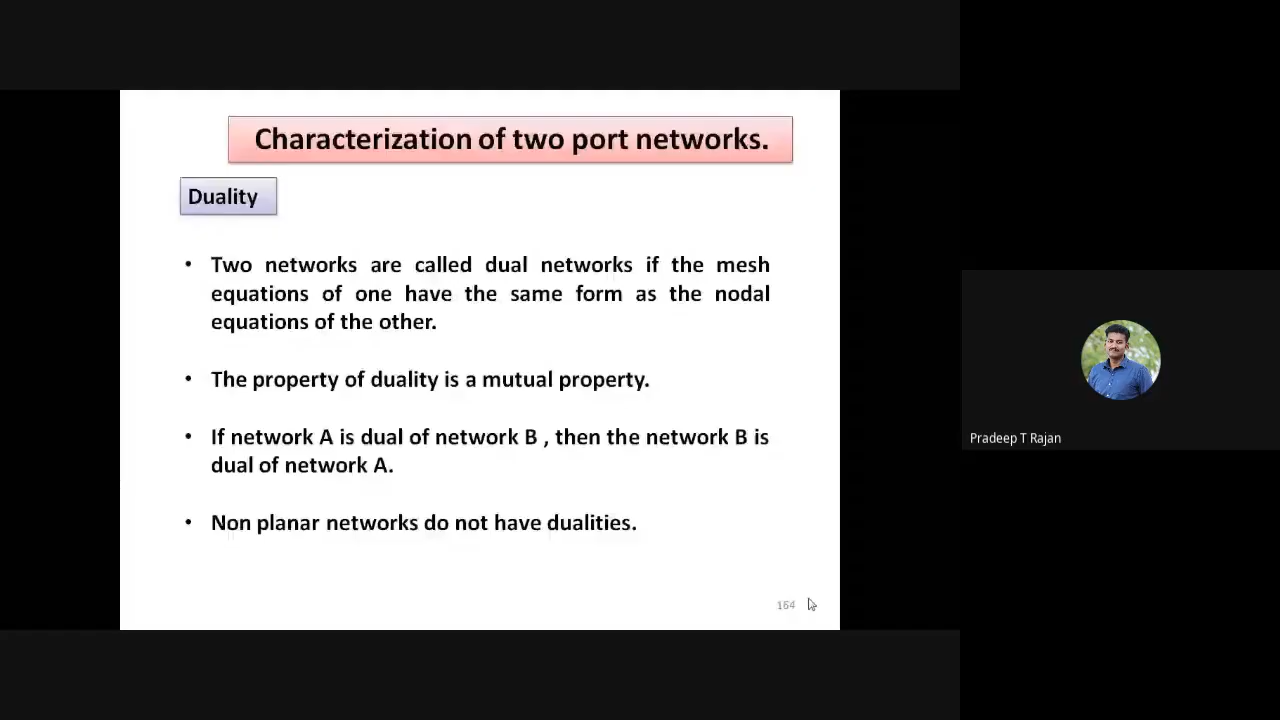 Characterization of two port networks.
Duality
• Two networks are called dual networks if the mesh
equations of one have the same form as the nodal
equations of the other.
• The property of duality is a mutual property.
• If network A is dual of network B , then the network B is
dual of network A.
• Non planar networks do not have dualities.
164
Pradeep T Rajan